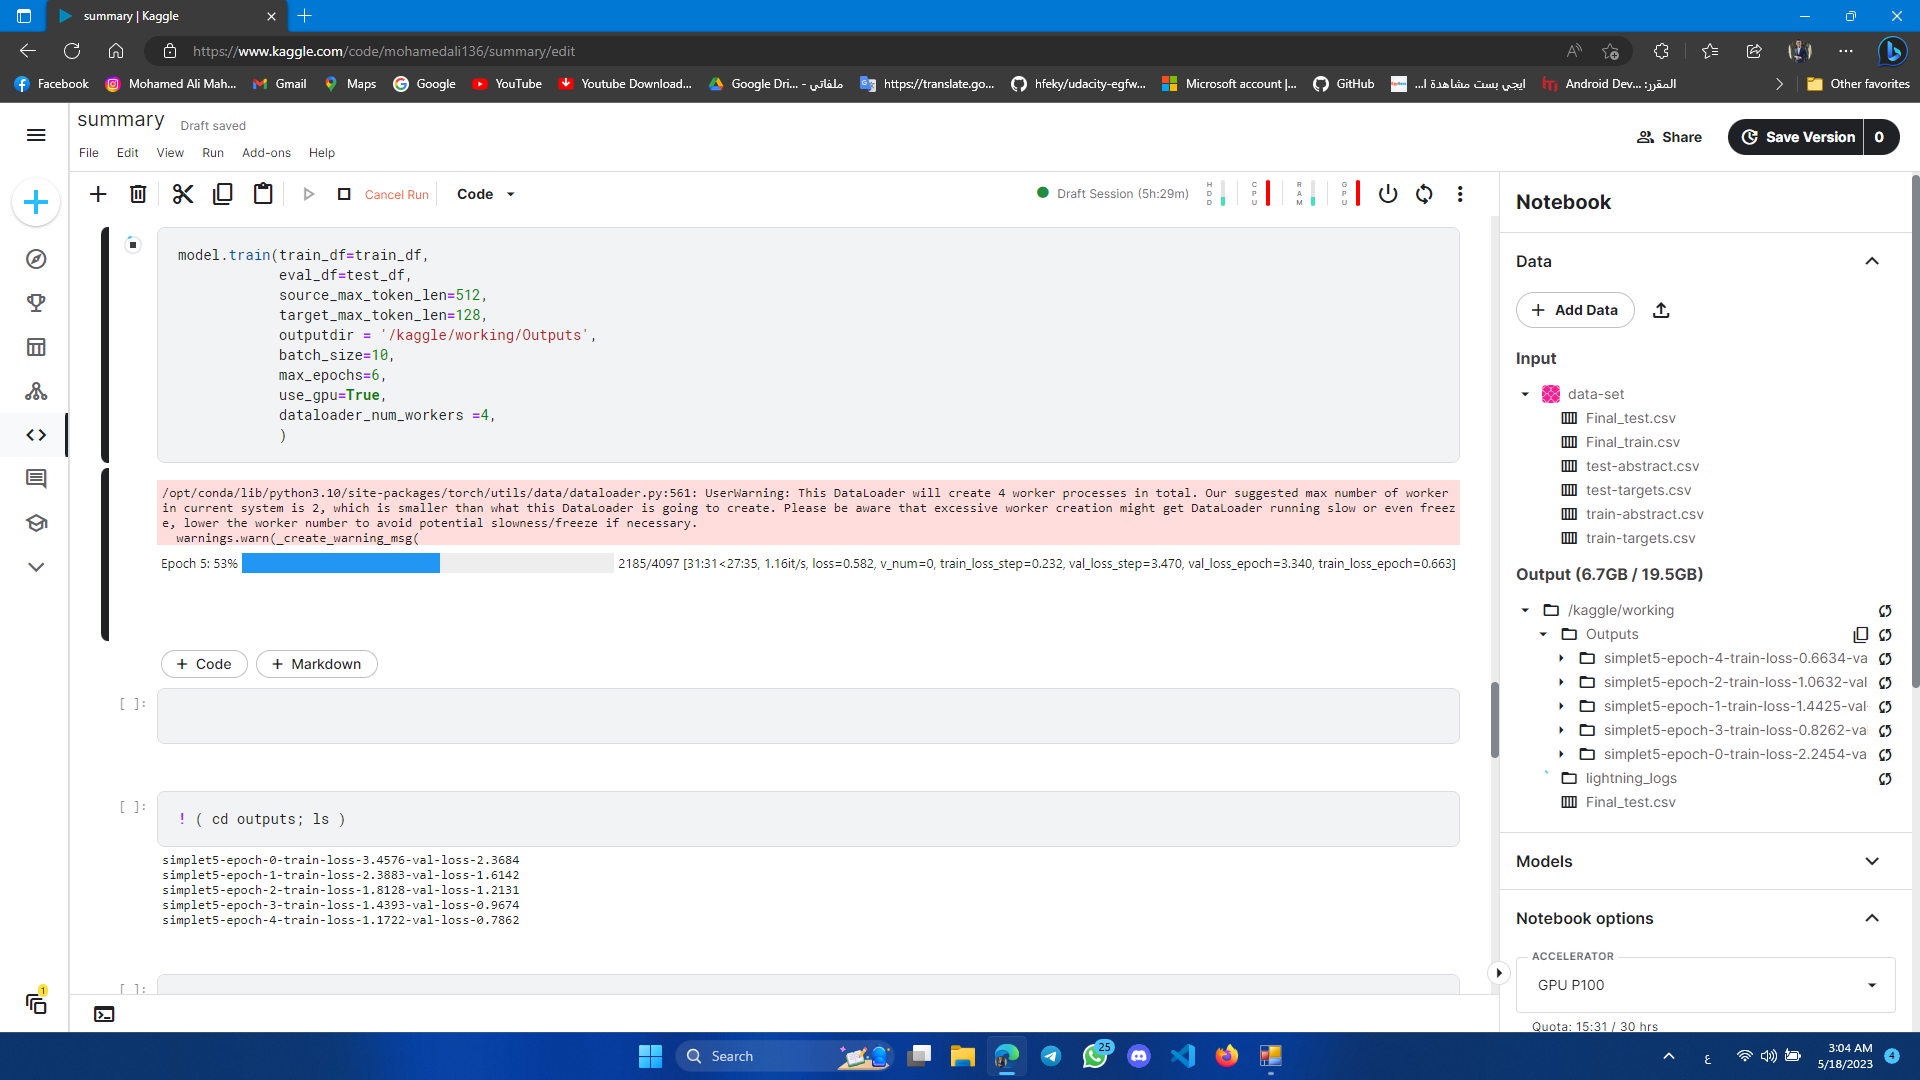 summary | Kaggle
https://www.kaggle.com/code/mohamedali136/summary/edit
Facebook
Mohamed Ali Mah...
Gmail
Maps
Google
YouTube
Youtube Download...
ملفاتي - Google Dri...
https://translate.go...
hfeky/udacity-egfw...
Microsoft account |...
GitHub
ايجي بست مشاهدة ا...
المقرر: Android Dev...
Other favorites
summary
Draft saved
File
Edit
View
Run
Add-ons
Help
Share
Save Version
0
Cancel Run
Code
Draft Session (5h:29m)
HDD
CPU
RAM
GPU
model.train(train_df=train_df,
eval_df=test_df,
source_max_token_len=512,
target_max_token_len=128,
outputdir = '/kaggle/working/Outputs',
batch_size=10,
max_epochs=6,
use_gpu=True,
dataloader_num_workers =4,
)
/opt/conda/lib/python3.10/site-packages/torch/utils/data/dataloader.py:561: UserWarning: This DataLoader will create 4 worker processes in total. Our suggested max number of worker
in current system is 2, which is smaller than what this DataLoader is going to create. Please be aware that excessive worker creation might get DataLoader running slow or even freez
e, lower the worker number to avoid potential slowness/freeze if necessary.
warnings.warn(_create_warning_msg(
Epoch 5: 53%
2185/4097 [31:31<27:35, 1.16it/s, loss=0.582, v_num=0, train_loss_step=0.232, val_loss_step=3.470, val_loss_epoch=3.340, train_loss_epoch=0.663]
+ Code
+ Markdown
[ ]:
[ ]:
! ( cd outputs; ls )
simplet5-epoch-0-train-loss-3.4576-val-loss-2.3684
simplet5-epoch-1-train-loss-2.3883-val-loss-1.6142
simplet5-epoch-2-train-loss-1.8128-val-loss-1.2131
simplet5-epoch-3-train-loss-1.4393-val-loss-0.9674
simplet5-epoch-4-train-loss-1.1722-val-loss-0.7862
[ ]:
Notebook
Data
+ Add Data
Input
data-set
Final_test.csv
Final_train.csv
test-abstract.csv
test-targets.csv
train-abstract.csv
train-targets.csv
Output (6.7GB / 19.5GB)
/kaggle/working
Outputs
simplet5-epoch-4-train-loss-0.6634-va
simplet5-epoch-2-train-loss-1.0632-val
simplet5-epoch-1-train-loss-1.4425-val-
simplet5-epoch-3-train-loss-0.8262-va
simplet5-epoch-0-train-loss-2.2454-va
lightning_logs
Final_test.csv
Models
Notebook options
ACCELERATOR
GPU P100
Quota: 15:31 / 30 hrs
1
Search
25
ع
3:04 AM
5/18/2023
4